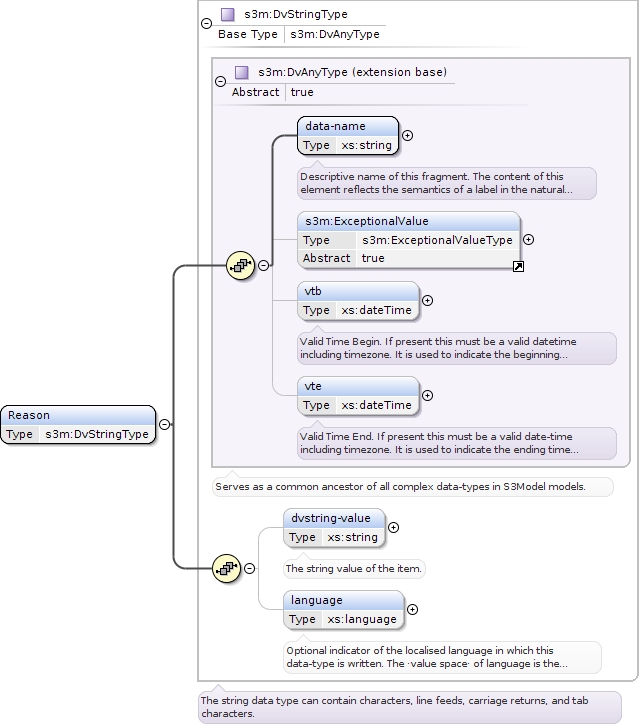 s3m:DvStringType
Base Type s3m:DvAnyType
s3m:DvAnyType (extension base)
Abstract true
data-name
Type xs:string
Descriptive name of this fragment. The content of this
element reflects the semantics of a label in the natural...
s3m:ExceptionalValue
Type s3m:ExceptionalValueType
Abstract true
vtb
Type xs:dateTime
Valid Time Begin. If present this must be a valid datetime
including timezone. It is used to indicate the beginning...
vte
Type xs:dateTime
Valid Time End. If present this must be a valid date-time
including timezone. It is used to indicate the ending time...
Reason
Type s3m:DvStringType
Serves as a common ancestor of all complex data-types in S3Model models.
dvstring-value
Type xs:string
The string value of the item.
language
Type xs:language
Optional indicator of the localised language in which this
data-type is written. The ·value space· of language is the...
The string data type can contain characters, line feeds, carriage returns, and tab
characters.